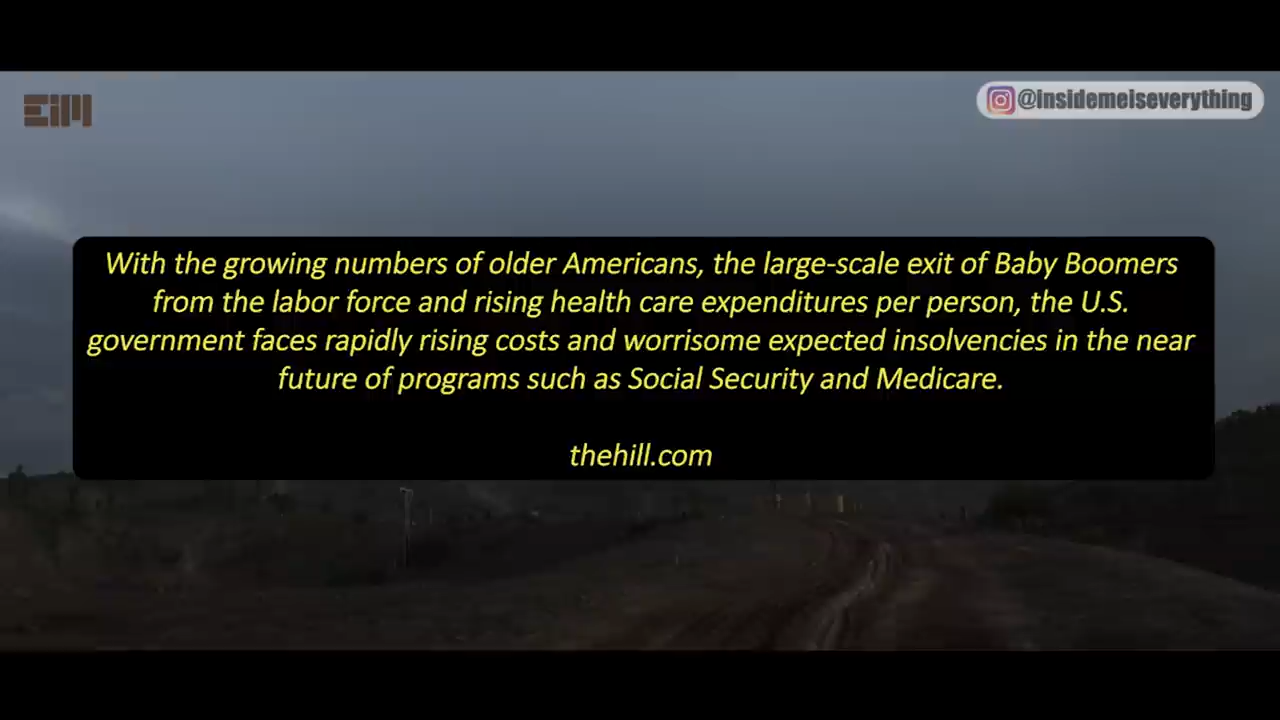 EiM
@insidemeiseverything
With the growing numbers of older Americans, the large-scale exit of Baby Boomers
from the labor force and rising health care expenditures per person, the U.S.
government faces rapidly rising costs and worrisome expected insolvencies in the near
future of programs such as Social Security and Medicare.
thehill.com